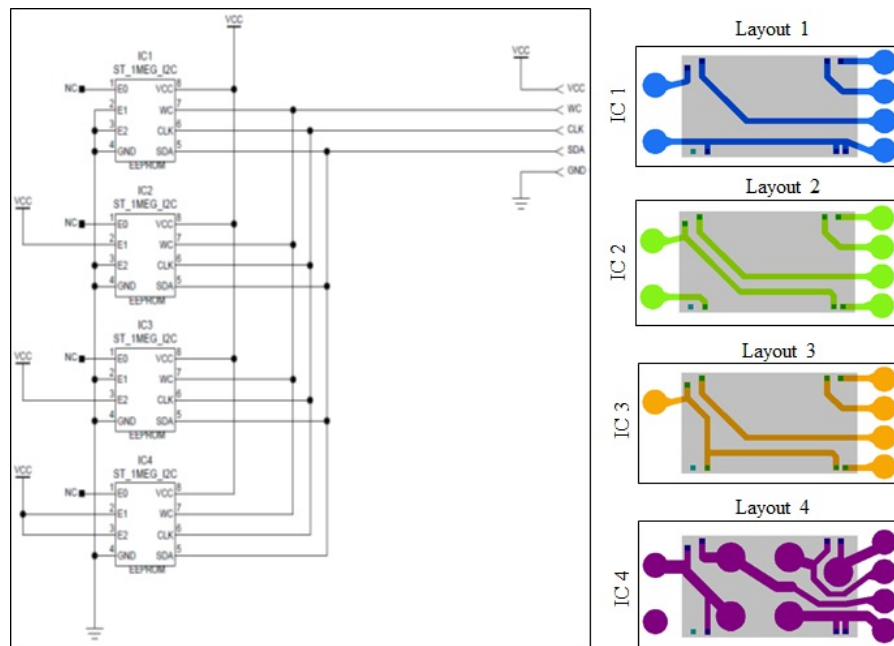 VCC
IC1
ST_1MEG_I2C
NC 1 E0 VCC 8
2 E1 WC 7
3 E2 CLK 6
4 GND SDA 5
EEPROM
VCC
VCC
WC
CLK
SDA
GND
VCC
IC2
ST_1MEG_I2C
NC 1 E0 VCC 8
2 E1 WC 7
3 E2 CLK 6
4 GND SDA 5
EEPROM
VCC
IC3
ST_1MEG_I2C
NC 1 E0 VCC 8
2 E1 WC 7
3 E2 CLK 6
4 GND SDA 5
EEPROM
VCC
IC4
ST_1MEG_I2C
NC 1 E0 VCC 8
2 E1 WC 7
3 E2 CLK 6
4 GND SDA 5
EEPROM
Layout 1
IC 1
Layout 2
IC 2
Layout 3
IC 3
Layout 4
IC 4